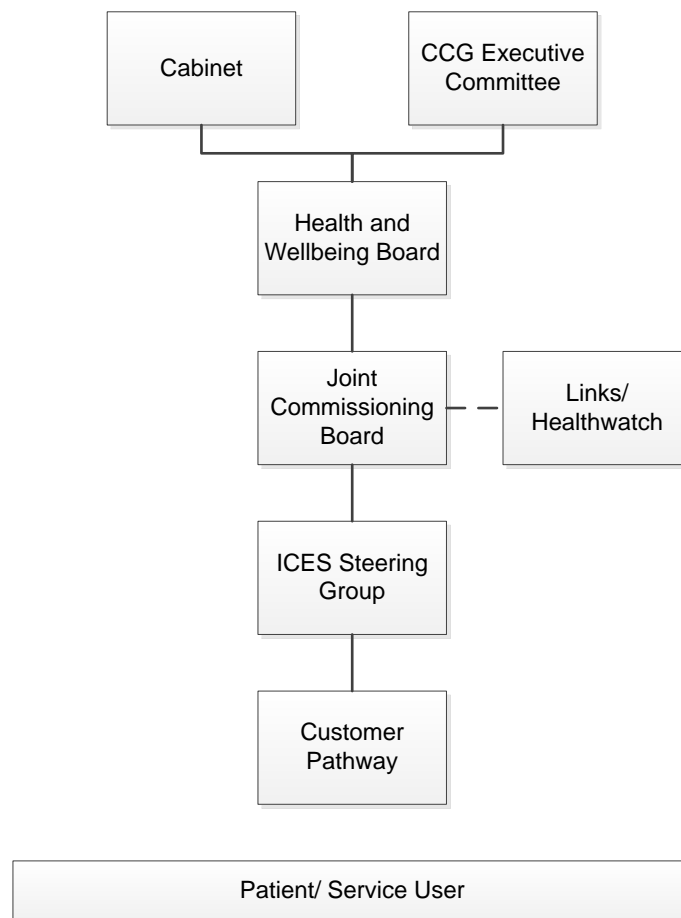 Cabinet
CCG Executive
Committee
Health and
Wellbeing Board
Joint
Commissioning
Board
Links/
Healthwatch
ICES Steering
Group
Customer
Pathway
Patient/ Service User